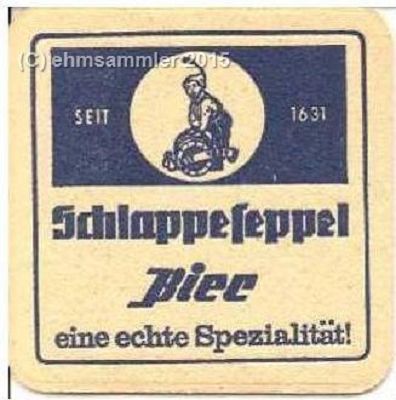 (C) ehmsammler 2015
SEIT 1631
Schlappeseppel
Bier
eine echte Spezialität!